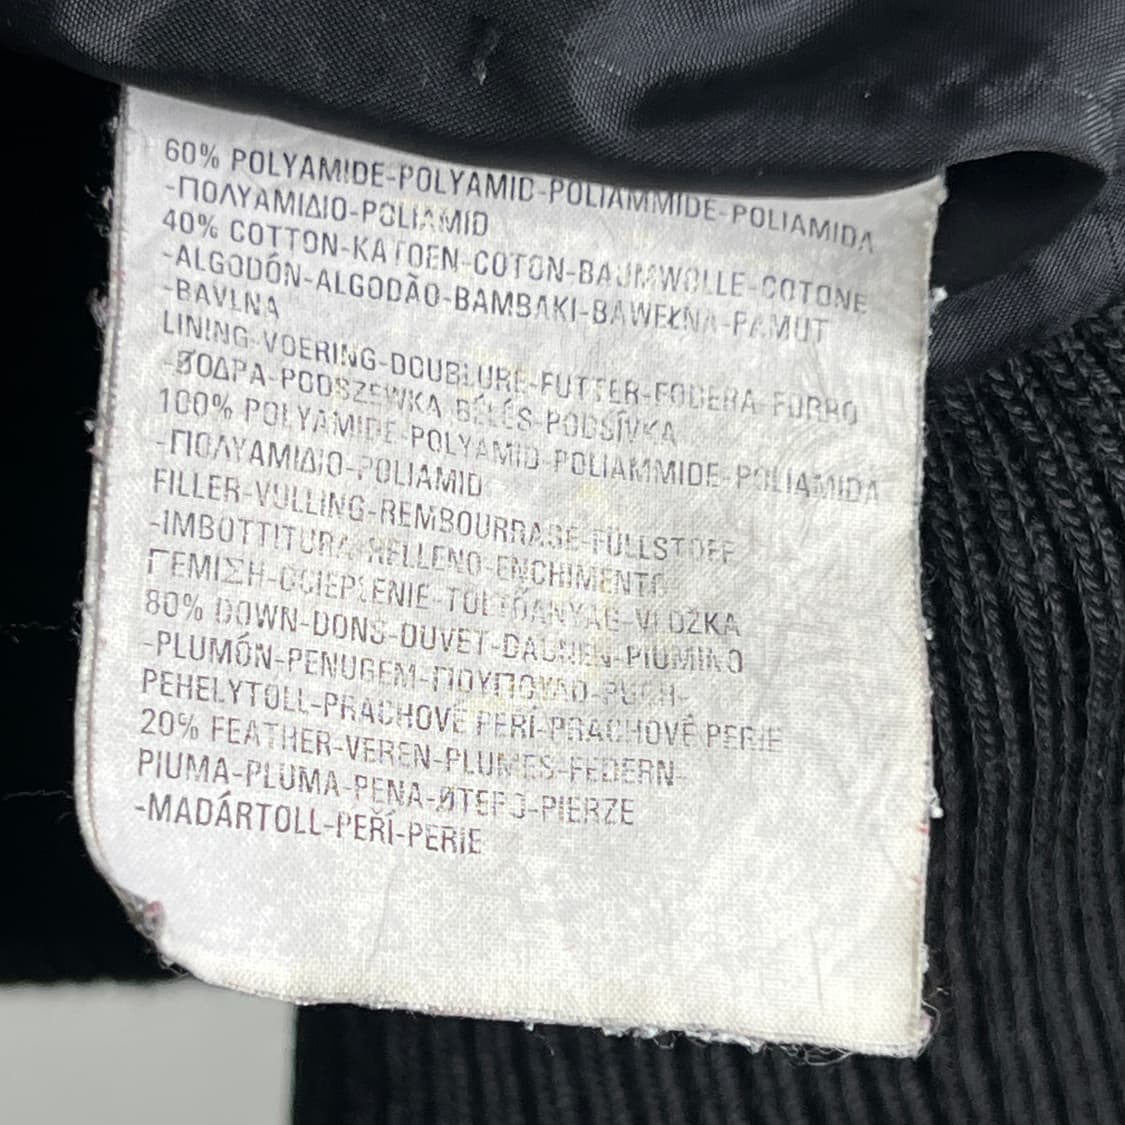 60% POLYAMIDE-POLYAMID-POLIAMMIDE-POLIAMIDA
-ΠΟΛΥΑΜΙΔΙΟ-POLIAMID
40% COTTON-KATOEN-COTON-BAUMWOLLE-COTONE
-ALGODÓN-ALGODÃO-BAMBAKI-BAWEŁNA-PAMUT
-BAVLNA
LINING-VOERING-DOUBLURE-FUTTER-FODERA-FORRO
-ΦΟΔΡΑ-PODSZEWKA BÉLÉS-PODSÍVKA
100% POLYAMIDE-POLYAMID-POLIAMMIDE-POLIAMIDA
-ΠΟΛΥΑΜΙΔΙΟ-POLIAMID
FILLER-VULLING-REMBOURRAGE-FULLSTOFF
-IMBOTTITURA-RELLENO-ENCHIMENTO
ΓΕΜΙΣΗ-OCIEPLENIE-TÖLTŐANYAG-VLOŽKA
80% DOWN-DONS-DUVET-DAUNEN-PIUMINO
-PLUMÓN-PENUGEM-ΠΟΥΠΟΥΛΟ-PUCH-
PEHELYTOLL-PRACHOVÉ PERÍ-PRACHOVÉ PERIE
20% FEATHER-VEREN-PLUMES-FEDERN-
PIUMA-PLUMA-PENA-ΦΤΕΡΟ-PIERZE
-MADÁRTOLL-PEŘÍ-PERIE